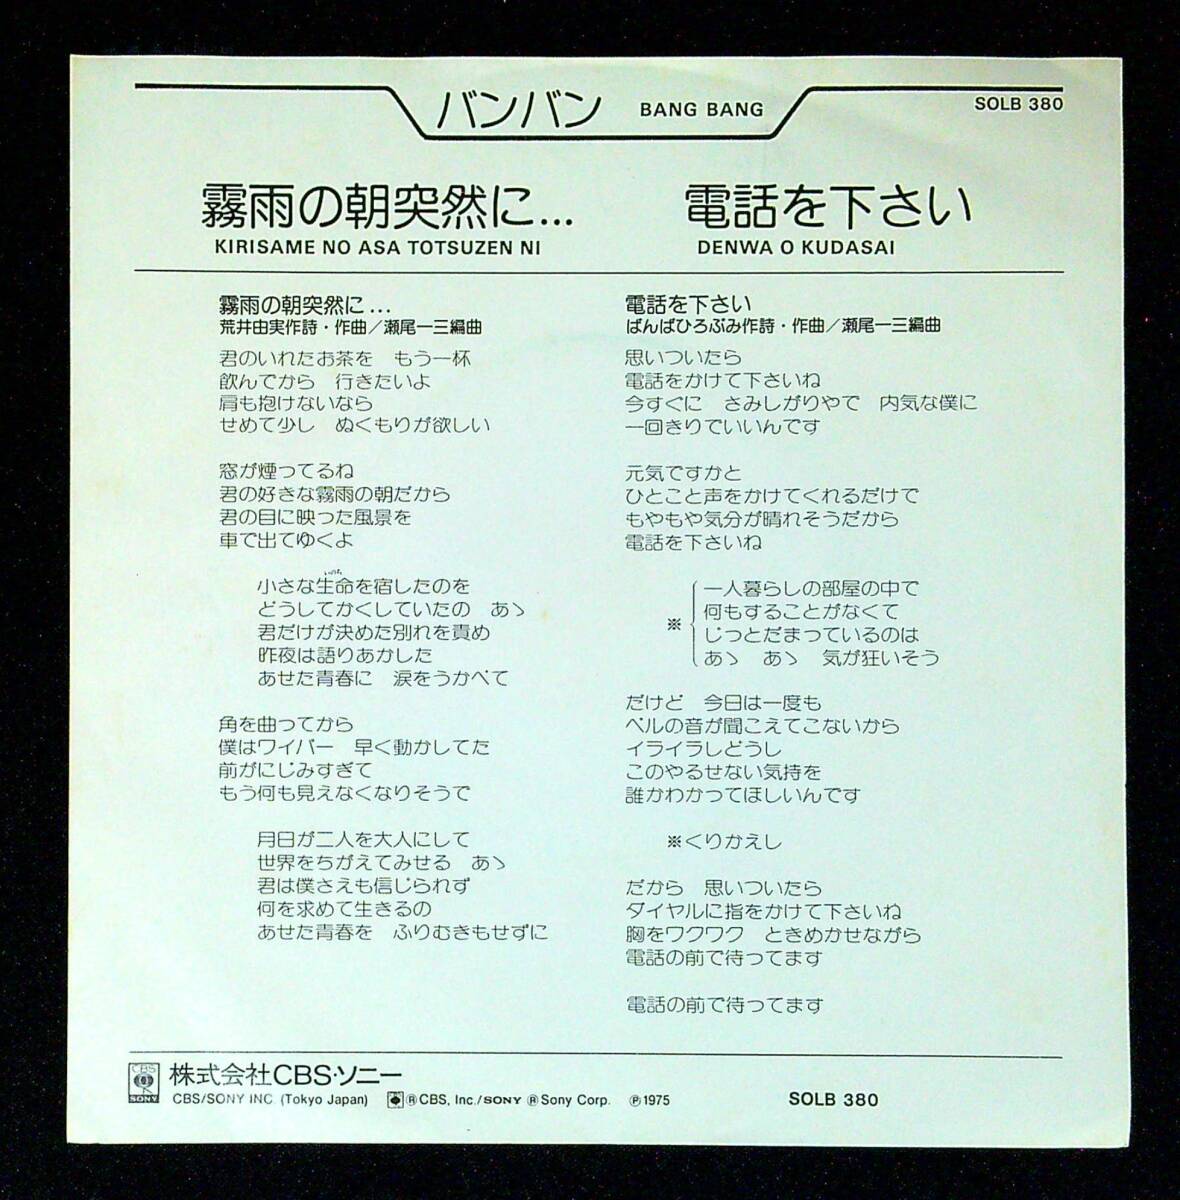 バンバン BANG BANG
SOLB 380
霧雨の朝突然に...
KIRISAME NO ASA TOTSUZEN NI
電話を下さい
DENWA O KUDASAI
霧雨の朝突然に...
荒井由実作詩・作曲／瀬尾一三編曲
君のいれたお茶を　もう一杯
飲んでから　行きたいよ
肩も抱けないなら
せめて少し　ぬくもりが欲しい
窓が煙ってるね
君の好きな霧雨の朝だから
君の目に映った風景を
車で出てゆくよ
いのち
小さな生命を宿したのを
どうしてかくしていたの　あゝ
君だけが決めた別れを責め
昨夜は語りあかした
あせた青春に　涙をうかべて
角を曲ってから
僕はワイパー　早く動かしてた
前がにじみすぎて
もう何も見えなくなりそうで
月日が二人を大人にして
世界をちがえてみせる　あゝ
君は僕さえも信じられず
何を求めて生きるの
あせた青春を　ふりむきもせずに
電話を下さい
ばんばひろふみ作詩・作曲／瀬尾一三編曲
思いついたら
電話をかけて下さいね
今すぐに　さみしがりやで　内気な僕に
一回きりでいいんです
元気ですかと
ひとこと声をかけてくれるだけで
もやもや気分が晴れそうだから
電話を下さいね
一人暮らしの部屋の中で
何もすることがなくて
※ じっとだまっているのは
あゝ　あゝ　気が狂いそう
だけど　今日は一度も
ベルの音が聞こえてこないから
イライラしどうし
このやるせない気持を
誰かわかってほしいんです
※くりかえし
だから　思いついたら
ダイヤルに指をかけて下さいね
胸をワクワク　ときめかせながら
電話の前で待ってます
電話の前で待ってます
CBS SONY 株式会社CBS・ソニー
CBS/SONY INC. (Tokyo Japan) ®CBS, Inc./SONY ®Sony Corp. ℗1975 SOLB 380